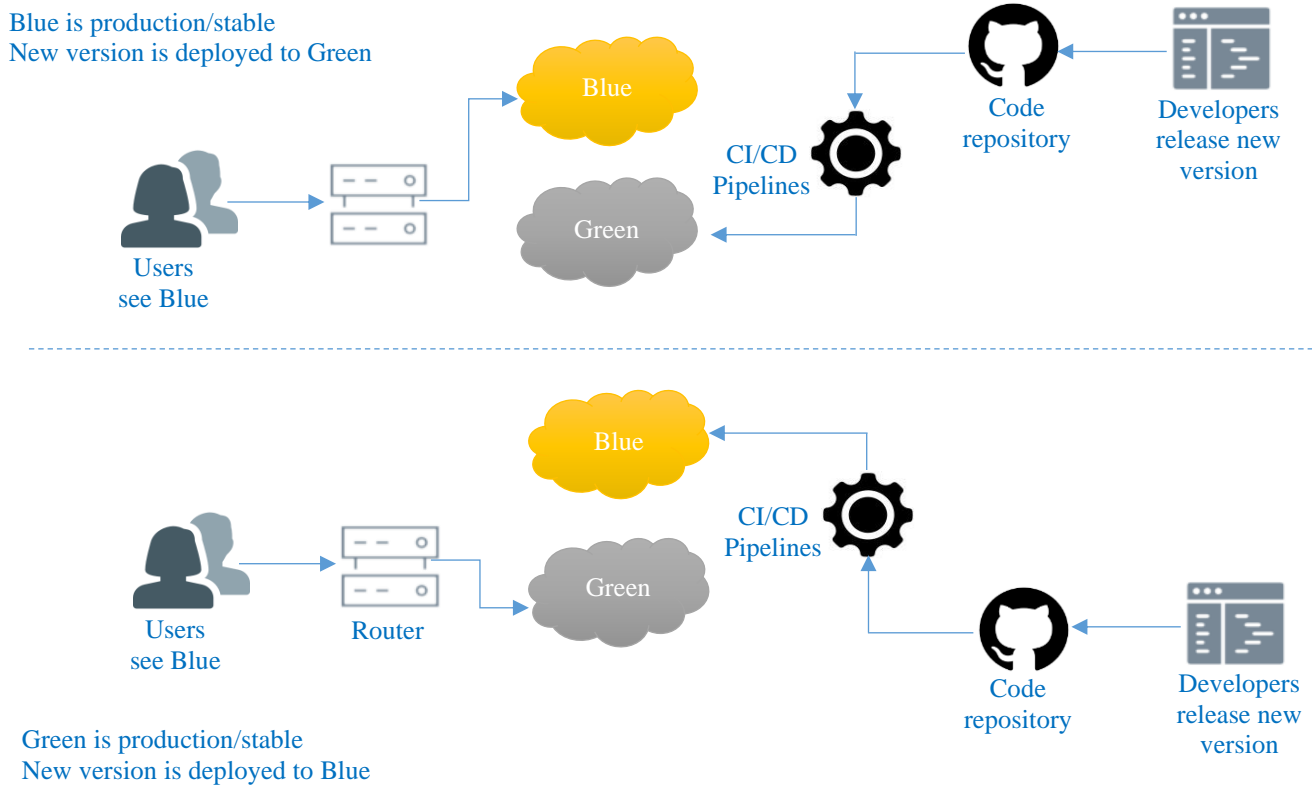 Blue is production/stable
New version is deployed to Green
Blue
Green
CI/CD
Pipelines
Code
repository
Developers
release new
version
Users
see Blue
Blue
Green
CI/CD
Pipelines
Users
see Blue
Router
Code
repository
Developers
release new
version
Green is production/stable
New version is deployed to Blue